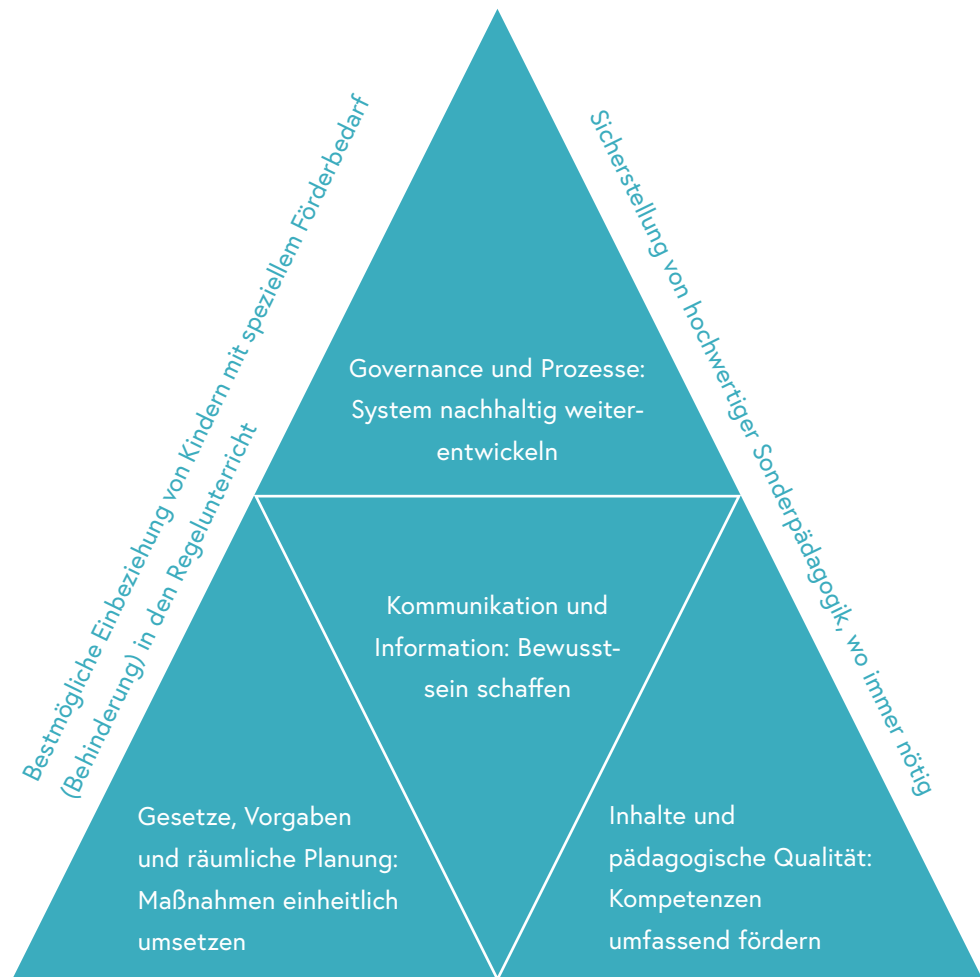 Bestmögliche Einbeziehung von Kindern mit speziellem Förderbedarf
(Behinderung) in den Regelunterricht
Sicherstellung von hochwertiger Sonderpädagogik, wo immer nötig
Governance und Prozesse:
System nachhaltig weiter-
entwickeln
Kommunikation und
Information: Bewusst-
sein schaffen
Gesetze, Vorgaben
und räumliche Planung:
Maßnahmen einheitlich
umsetzen
Inhalte und
pädagogische Qualität:
Kompetenzen
umfassend fördern